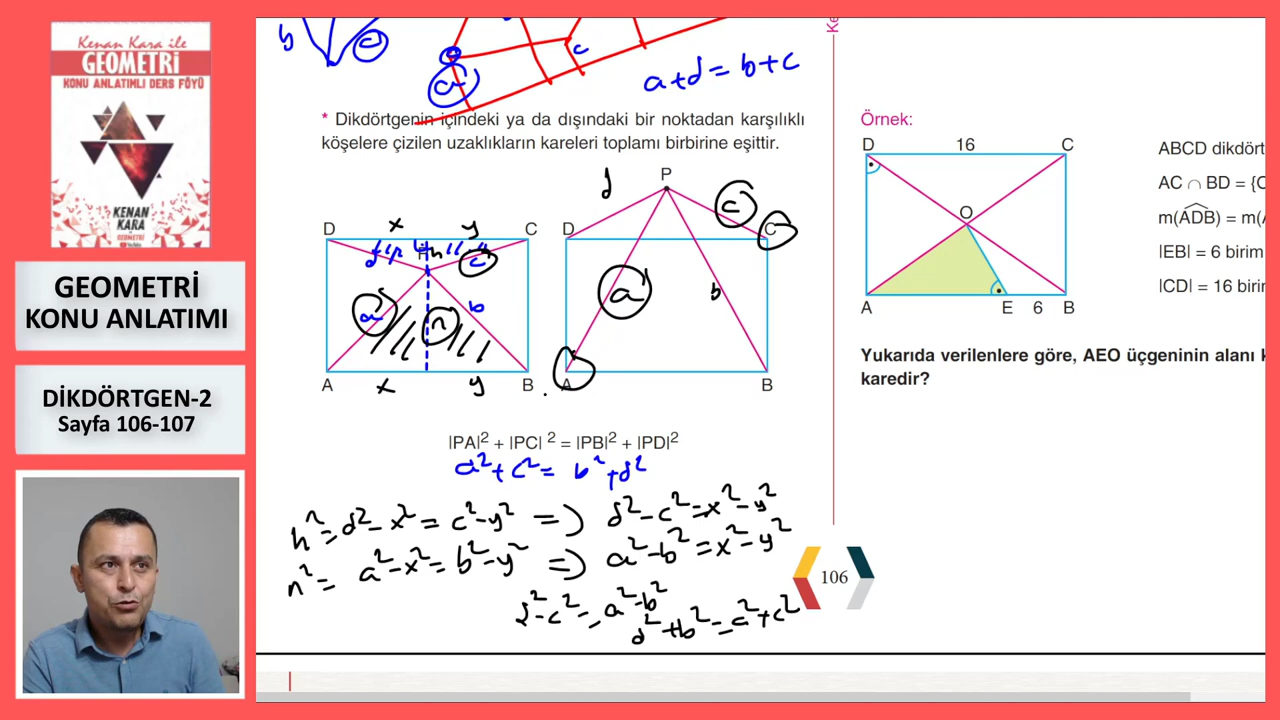 Kenan Kara ile
GEOMETRİ
KONU ANLATIMLI DERS FÖYÜ
KENAN
KARA
GEOMETRİ
KONU ANLATIMI
DİKDÖRTGEN-2
Sayfa 106-107
b
c
a
c
a+d=b+c
* Dikdörtgenin içindeki ya da dışındaki bir noktadan karşılıklı
köşelere çizilen uzaklıkların kareleri toplamı birbirine eşittir.
D x y C
d h c
a n b
A x y B
P
d c
D C
a b
A B
|PA|² + |PC| ² = |PB|² + |PD|²
a²+c²= b²+d²
h²=d²-x²=c²-y² => d²-c²=x²-y²
n²= a²-x²=b²-y² => a²-b²=x²-y²
d²-c²=a²-b²
d²+b²=a²+c²
106
Örnek:
D 16 C
O
A E 6 B
ABCD dikdört
AC ∩ BD = {
m(ADB) = m(
|EB| = 6 birim
|CD| = 16 birir
Yukarıda verilenlere göre, AEO üçgeninin alanı
karedir?